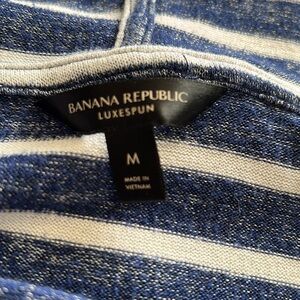 BANANA REPUBLIC
LUXESPUN
M
MADE IN
VIETNAM